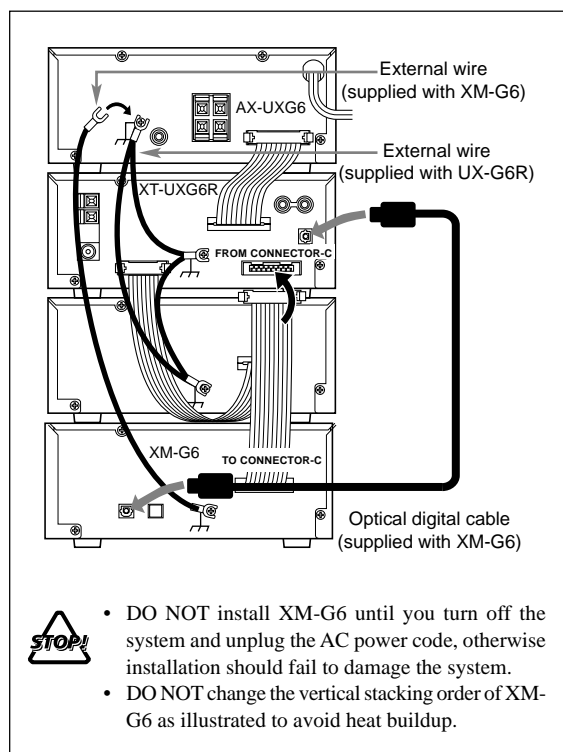 External wire
(supplied with XM-G6)
AX-UXG6
External wire
(supplied with UX-G6R)
XT-UXG6R
FROM CONNECTOR-C
XM-G6
TO CONNECTOR-C
Optical digital cable
(supplied with XM-G6)
STOP!
• DO NOT install XM-G6 until you turn off the
system and unplug the AC power code, otherwise
installation should fail to damage the system.
• DO NOT change the vertical stacking order of XM-
G6 as illustrated to avoid heat buildup.